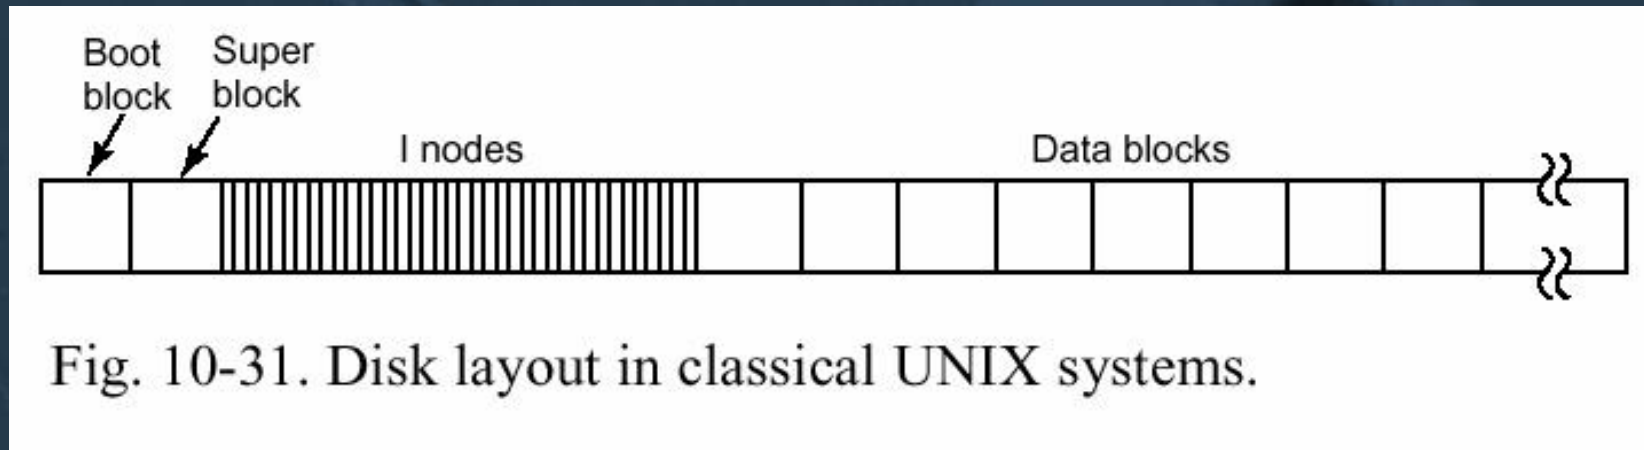 Boot
block
Super
block
I nodes
Data blocks
Fig. 10-31. Disk layout in classical UNIX systems.